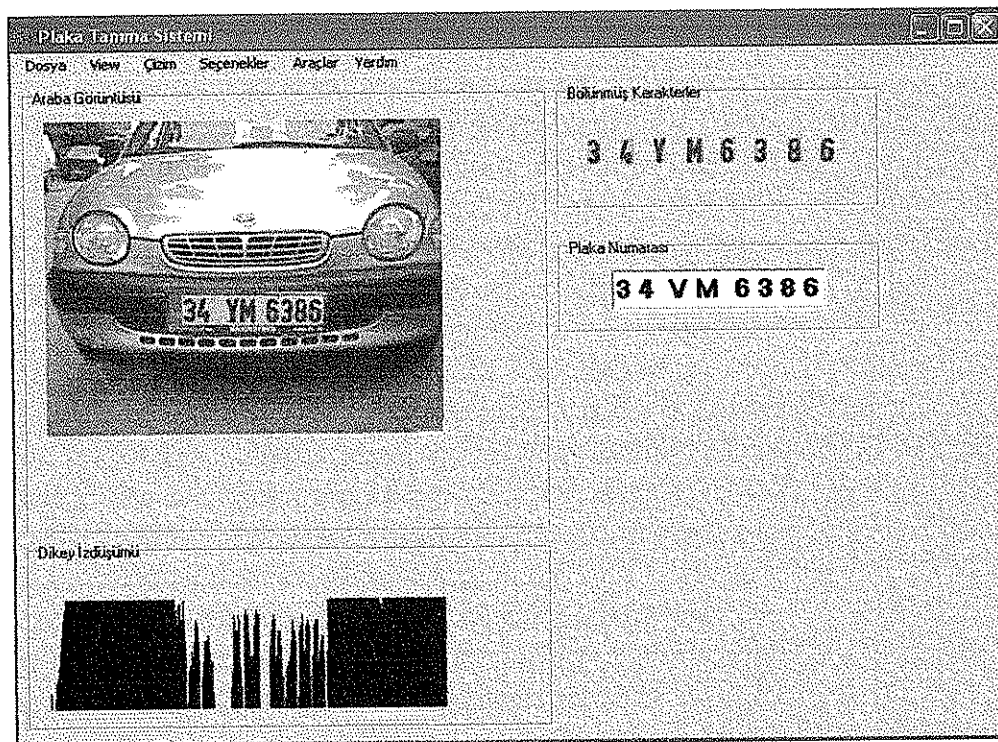 Plaka Tanıma Sistemi
Dosya View Çizim Seçenekler Araçlar Yardım
Araba Görüntüsü
34 YM 6386
Bölünmüş Kerakterler
3 4 Y M 6 3 8 6
Plaka Numarası
34 VM 6386
Dikey İzdüşümü